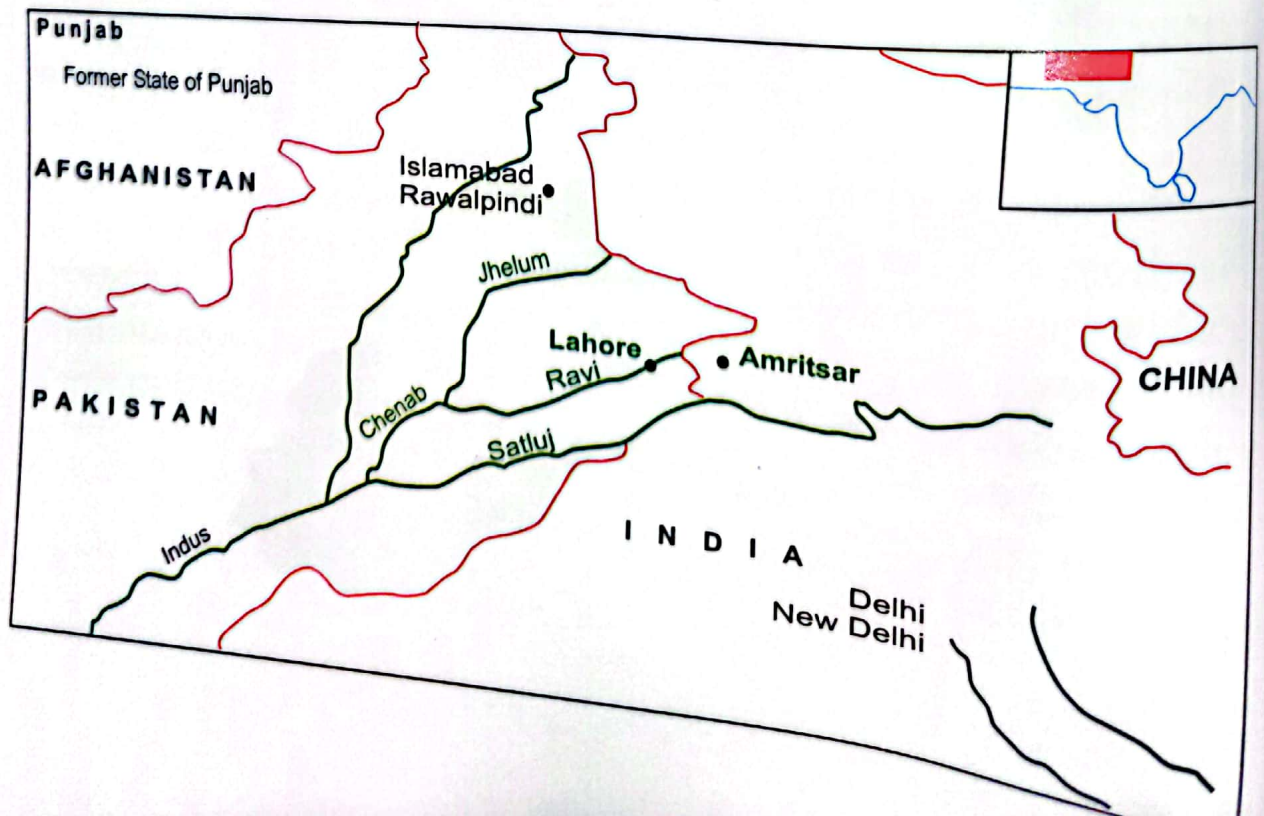 Punjab
Former State of Punjab
AFGHANISTAN
Islamabad
Rawalpindi
Jhelum
Lahore
Ravi
Amritsar
CHINA
PAKISTAN
Chenab
Satluj
Indus
INDIA
Delhi
New Delhi